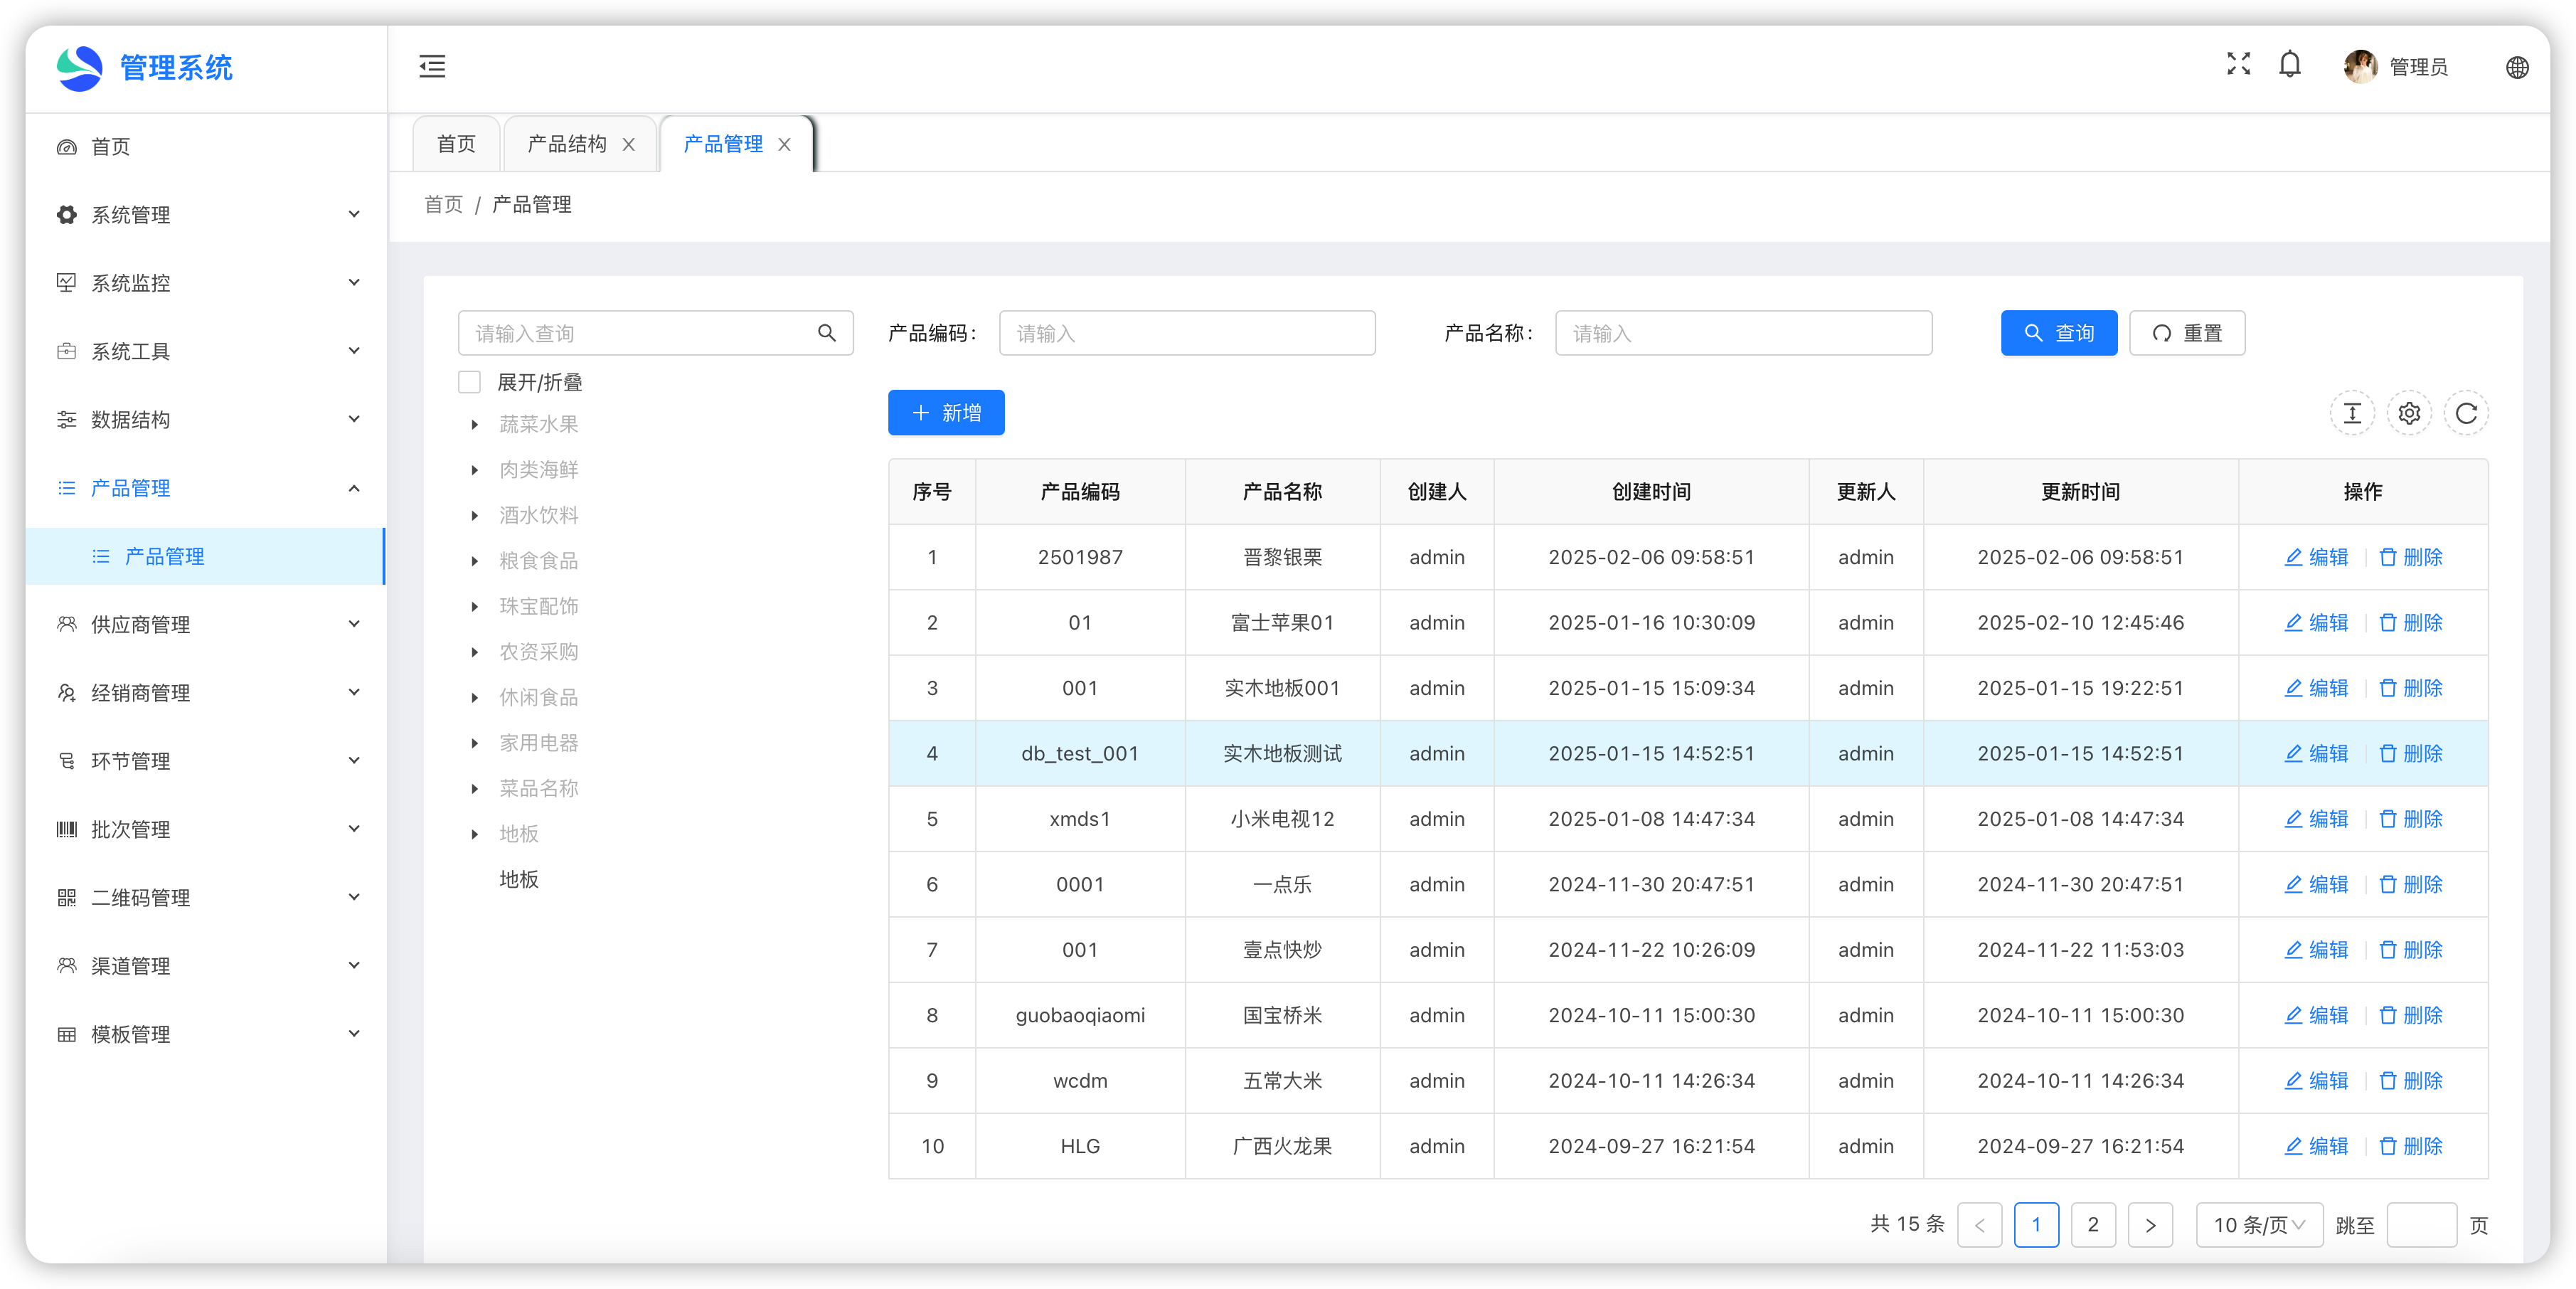 管理系统
管理员
首页
系统管理
系统监控
系统工具
数据结构
产品管理
产品管理
供应商管理
经销商管理
环节管理
批次管理
二维码管理
渠道管理
模板管理
首页 产品结构 X 产品管理 X
首页 / 产品管理
请输入查询
展开/折叠
蔬菜水果
肉类海鲜
酒水饮料
粮食食品
珠宝配饰
农资采购
休闲食品
家用电器
菜品名称
地板
地板
产品编码： 请输入 产品名称： 请输入 查询 重置
新增
序号 产品编码 产品名称 创建人 创建时间 更新人 更新时间 操作
1 2501987 晋黎银栗 admin 2025-02-06 09:58:51 admin 2025-02-06 09:58:51 编辑 删除
2 01 富士苹果01 admin 2025-01-16 10:30:09 admin 2025-02-10 12:45:46 编辑 删除
3 001 实木地板001 admin 2025-01-15 15:09:34 admin 2025-01-15 19:22:51 编辑 删除
4 db_test_001 实木地板测试 admin 2025-01-15 14:52:51 admin 2025-01-15 14:52:51 编辑 删除
5 xmds1 小米电视12 admin 2025-01-08 14:47:34 admin 2025-01-08 14:47:34 编辑 删除
6 0001 一点乐 admin 2024-11-30 20:47:51 admin 2024-11-30 20:47:51 编辑 删除
7 001 壹点快炒 admin 2024-11-22 10:26:09 admin 2024-11-22 11:53:03 编辑 删除
8 guobaoqiaomi 国宝桥米 admin 2024-10-11 15:00:30 admin 2024-10-11 15:00:30 编辑 删除
9 wcdm 五常大米 admin 2024-10-11 14:26:34 admin 2024-10-11 14:26:34 编辑 删除
10 HLG 广西火龙果 admin 2024-09-27 16:21:54 admin 2024-09-27 16:21:54 编辑 删除
共 15 条 < 1 2 > 10 条/页 跳至 页